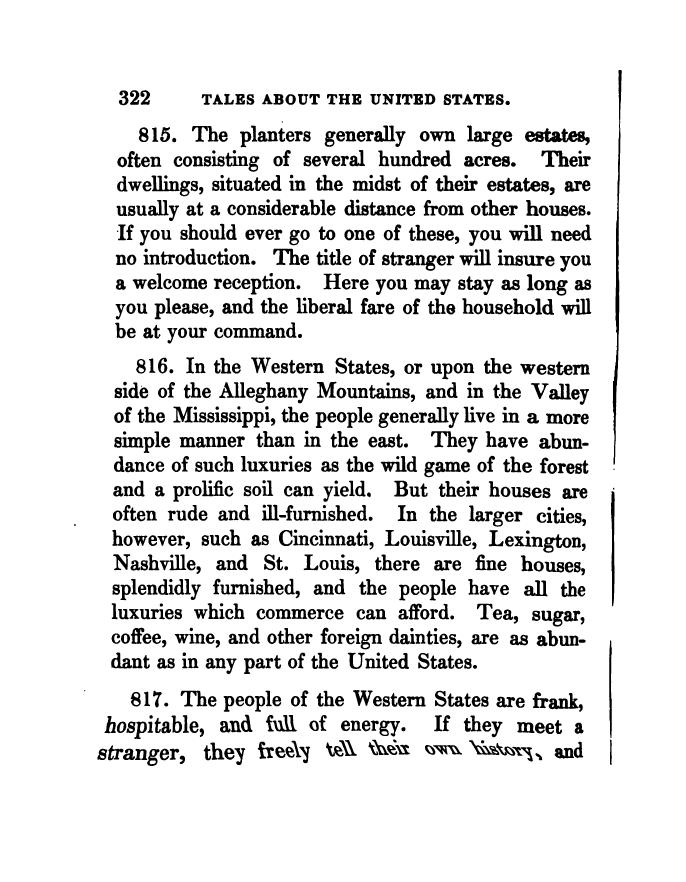 322 TALES ABOUT THE UNITED STATES.
815. The planters generally own large estates,
often consisting of several hundred acres. Their
dwellings, situated in the midst of their estates, are
usually at a considerable distance from other houses.
If you should ever go to one of these, you will need
no introduction. The title of stranger will insure you
a welcome reception. Here you may stay as long as
you please, and the liberal fare of the household will
be at your command.
816. In the Western States, or upon the western
side of the Alleghany Mountains, and in the Valley
of the Mississippi, the people generally live in a more
simple manner than in the east. They have abun-
dance of such luxuries as the wild game of the forest
and a prolific soil can yield. But their houses are
often rude and ill-furnished. In the larger cities,
however, such as Cincinnati, Louisville, Lexington,
Nashville, and St. Louis, there are fine houses,
splendidly furnished, and the people have all the
luxuries which commerce can afford. Tea, sugar,
coffee, wine, and other foreign dainties, are as abun-
dant as in any part of the United States.
817. The people of the Western States are frank,
hospitable, and full of energy. If they meet a
stranger, they freely tell their own history, and